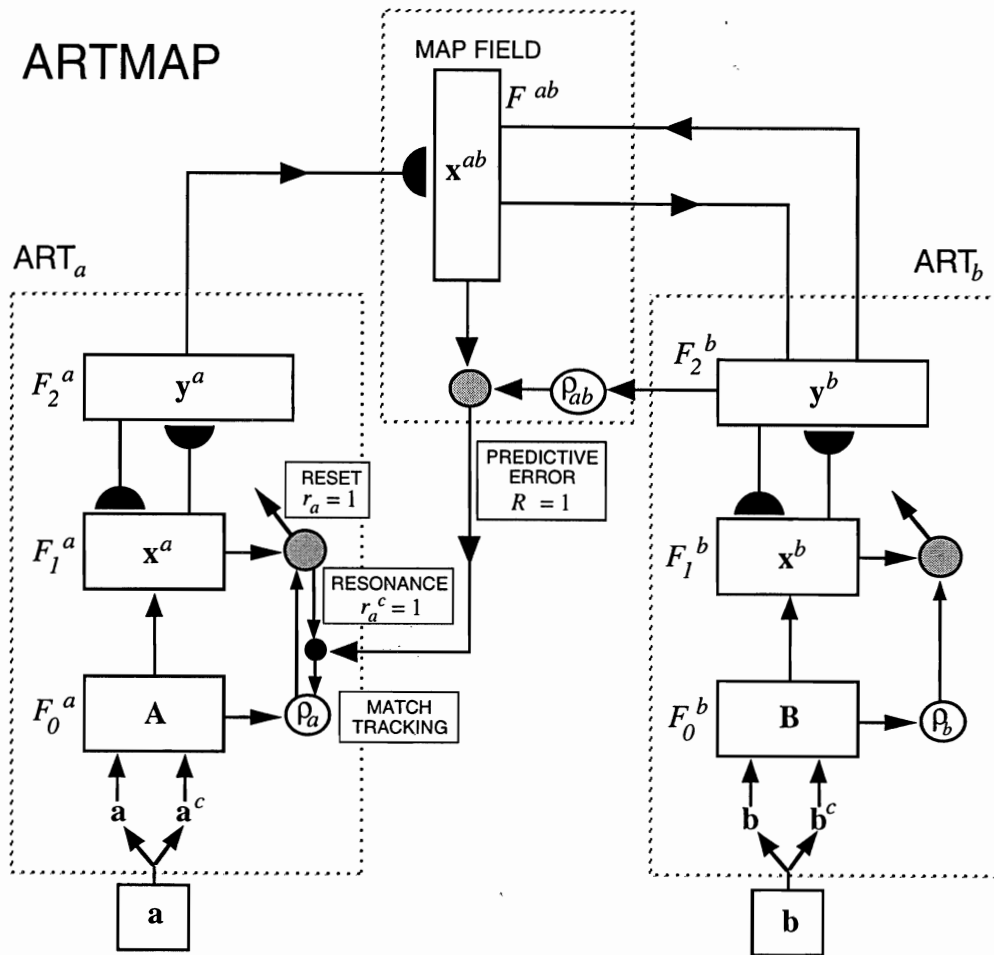 ARTMAP
MAP FIELD
F^ab
x^ab
ART_a
ART_b
F_2^a
y^a
ρ_ab
F_2^b
y^b
RESET
r_a = 1
PREDICTIVE
ERROR
R = 1
F_1^a
x^a
RESONANCE
r_a^c = 1
F_1^b
x^b
F_0^a
A
ρ_a
MATCH
TRACKING
F_0^b
B
ρ_b
a
a^c
b
b^c
a
b